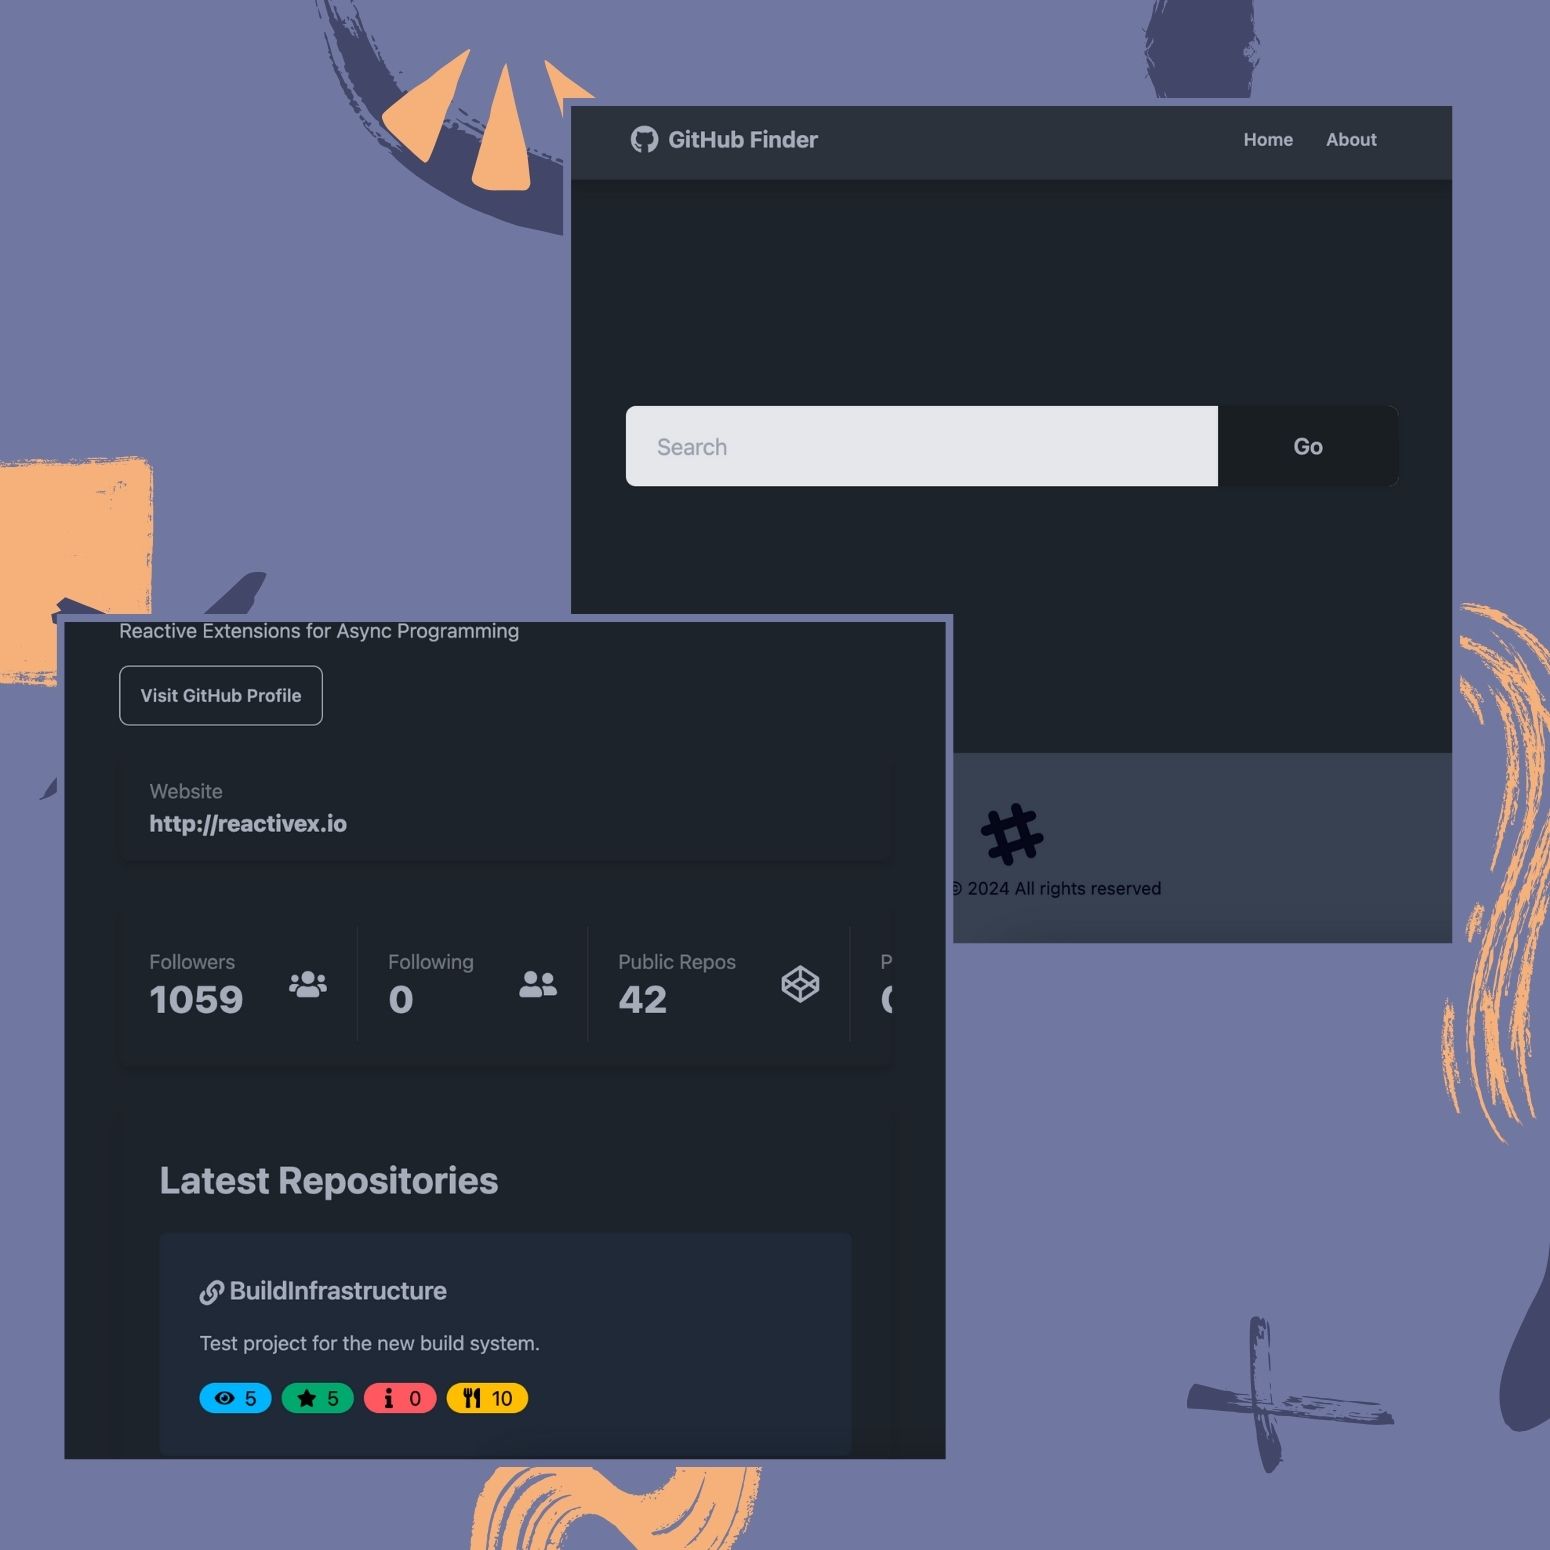 GitHub Finder
Home About
Search
Go
© 2024 All rights reserved
Reactive Extensions for Async Programming
Visit GitHub Profile
Website
http://reactivex.io
Followers
1059
Following
0
Public Repos
42
P
Latest Repositories
BuildInfrastructure
Test project for the new build system.
5 5 0 10